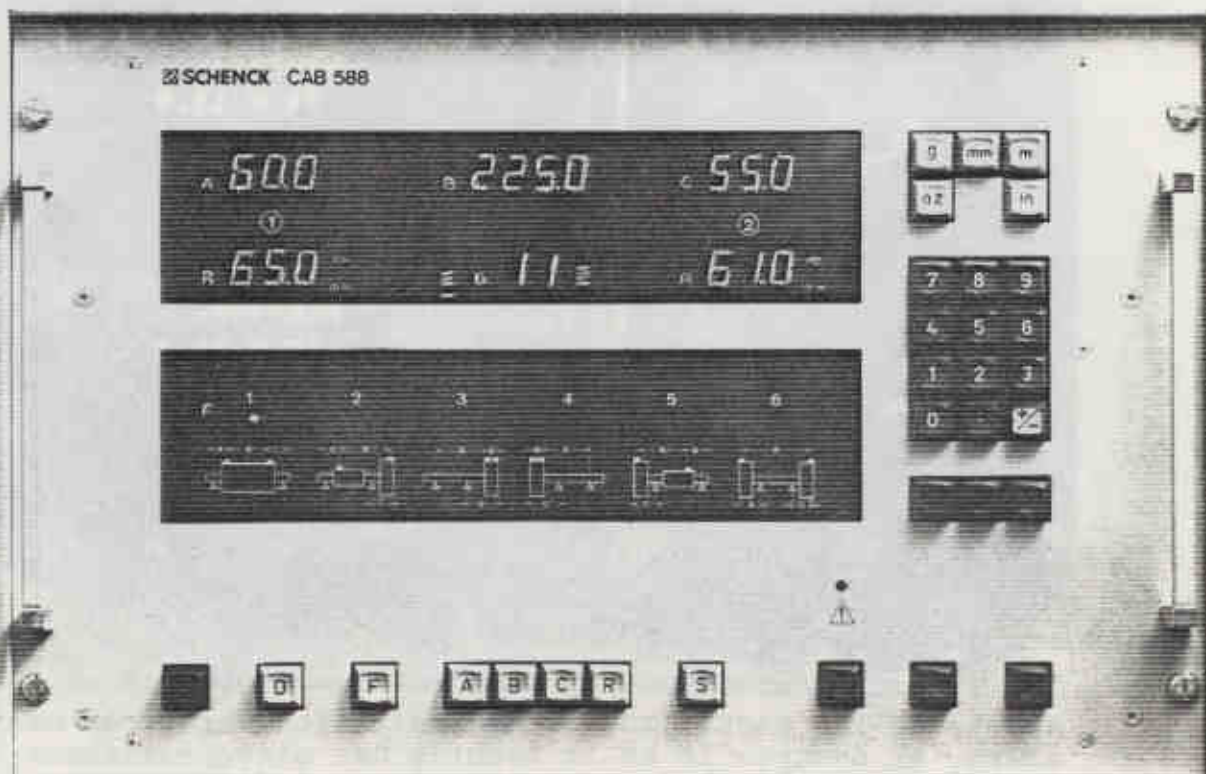 SCHENCK CAB 588
A 60.0 B 225.0 C 55.0
① ②
R 65.0 11 R 61.0
F 1 2 3 4 5 6
g mm m
oz in
7 8 9
4 5 6
1 2 3
0
F A B C R S